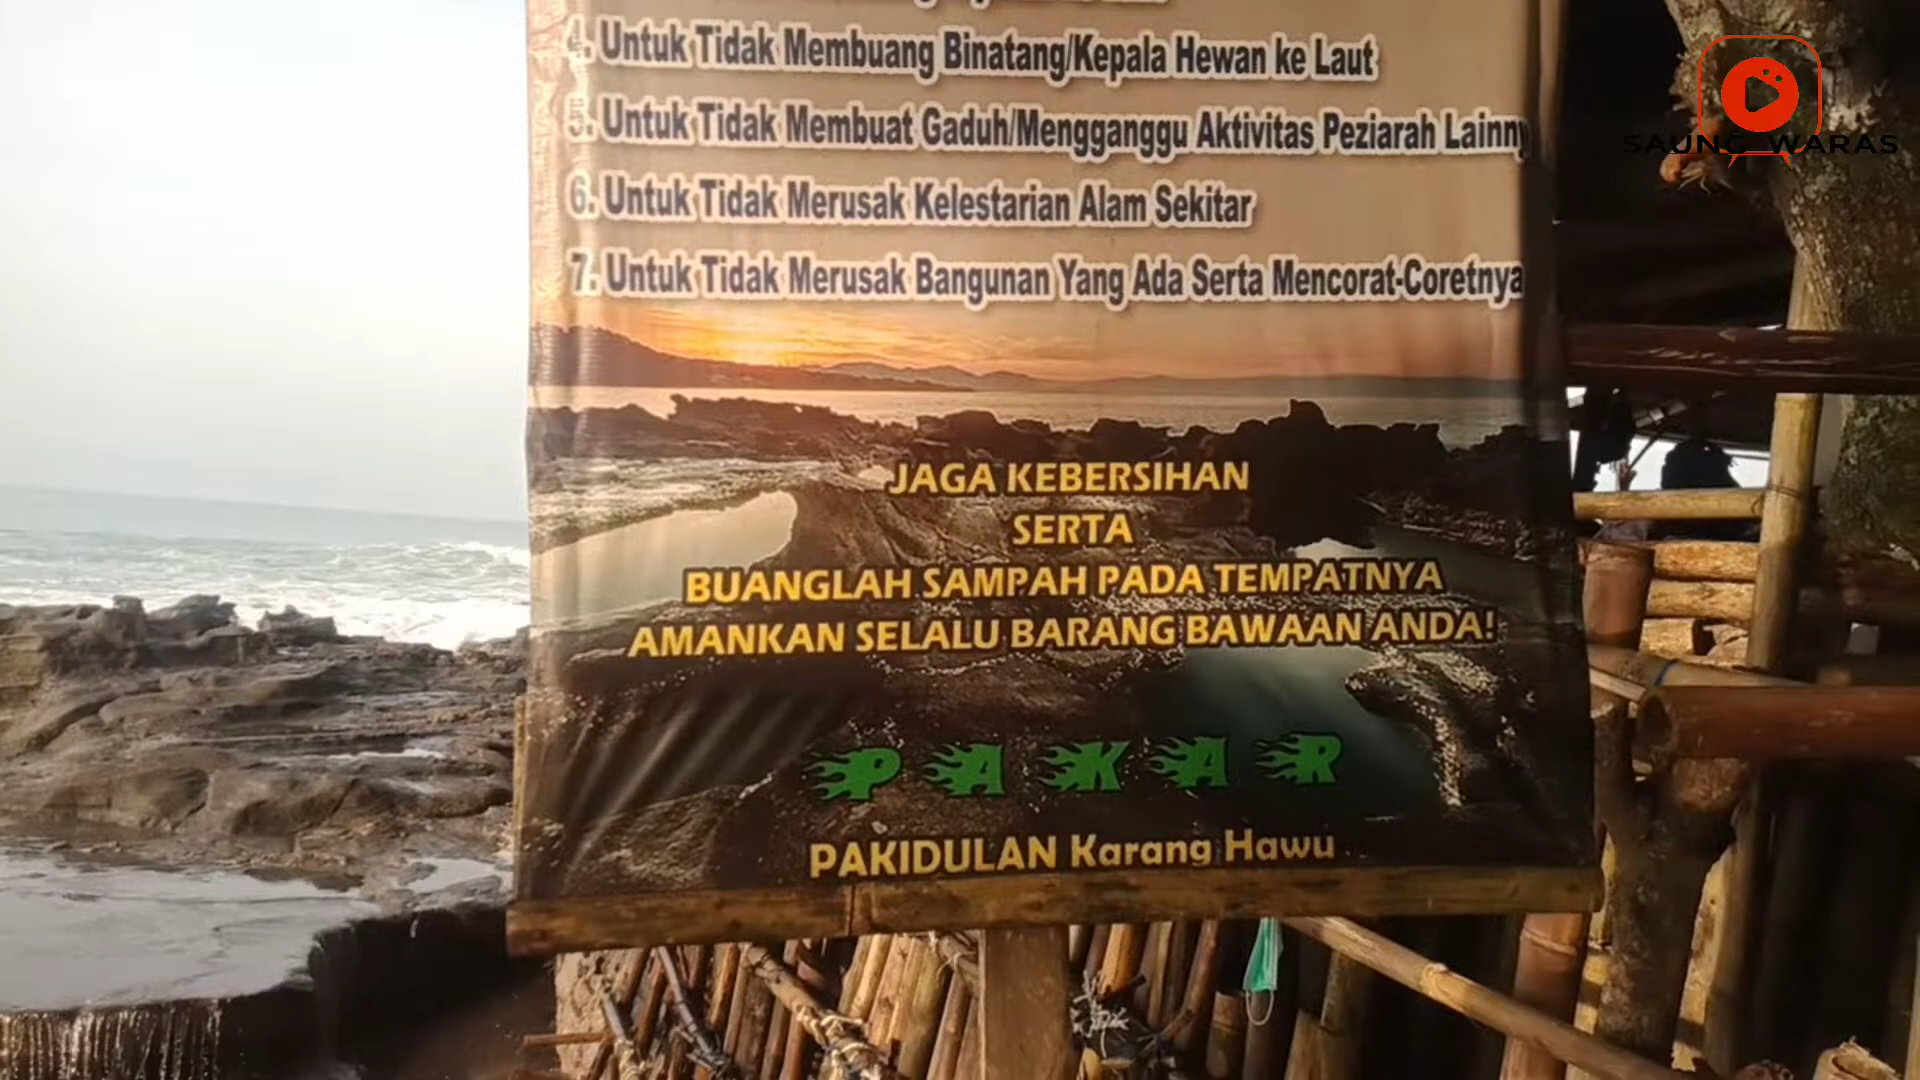 4. Untuk Tidak Membuang Binatang/Kepala Hewan ke Laut
5. Untuk Tidak Membuat Gaduh/Mengganggu Aktivitas Peziarah Lainny
6. Untuk Tidak Merusak Kelestarian Alam Sekitar
7. Untuk Tidak Merusak Bangunan Yang Ada Serta Mencorat-Coretnya
JAGA KEBERSIHAN
SERTA
BUANGLAH SAMPAH PADA TEMPATNYA
AMANKAN SELALU BARANG BAWAAN ANDA!
PAKAR
PAKIDULAN Karang Hawu
SAUNG WARAS